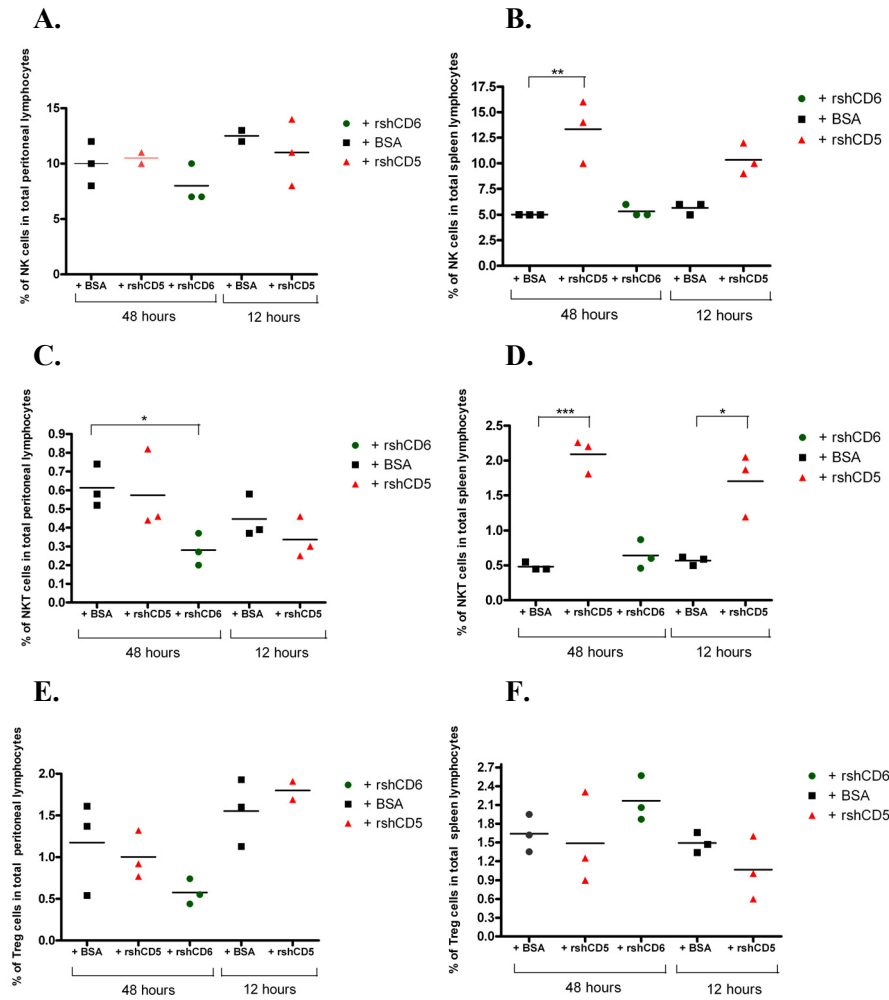 A.
% of NK cells in total peritoneal lymphocytes
15
10
5
0
+ BSA + rshCD5 + rshCD6 + BSA + rshCD5
48 hours 12 hours
+ rshCD6
+ BSA
+ rshCD5
B.
% of NK cells in total spleen lymphocytes
17.5
15.0
12.5
10.0
7.5
5.0
2.5
0.0
**
+ BSA + rshCD5 + rshCD6 + BSA + rshCD5
48 hours 12 hours
+ rshCD6
+ BSA
+ rshCD5
C.
% of NKT cells in total peritoneal lymphocytes
0.9
0.8
0.7
0.6
0.5
0.4
0.3
0.2
0.1
0.0
*
+ BSA + rshCD5 + rshCD6 + BSA + rshCD5
48 hours 12 hours
+ rshCD6
+ BSA
+ rshCD5
D.
% of NKT cells in total spleen lymphocytes
2.5
2.0
1.5
1.0
0.5
0.0
*** *
+ BSA + rshCD5 + rshCD6 + BSA + rshCD5
48 hours 12 hours
+ rshCD6
+ BSA
+ rshCD5
E.
% of Treg cells in total peritoneal lymphocytes
2.0
1.5
1.0
0.5
0.0
+ BSA + rshCD5 + rshCD6 + BSA + rshCD5
48 hours 12 hours
+ rshCD6
+ BSA
+ rshCD5
F.
% of Treg cells in total spleen lymphocytes
2.7
2.4
2.1
1.8
1.5
1.2
0.9
0.6
0.3
0.0
+ BSA + rshCD5 + rshCD6 + BSA + rshCD5
48 hours 12 hours
+ rshCD6
+ BSA
+ rshCD5